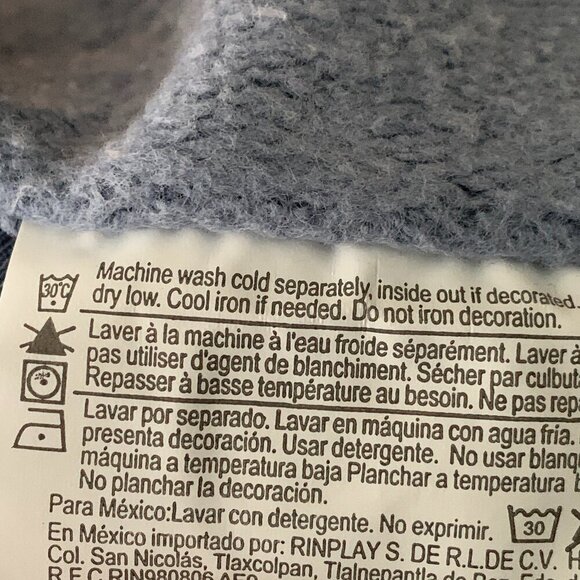 30°C
Machine wash cold separately, inside out if decorated.
dry low. Cool iron if needed. Do not iron decoration.
Laver à la machine à l'eau froide séparément. Laver à
pas utiliser d'agent de blanchiment. Sécher par
Repasser à basse température au besoin. Ne pas
Lavar por separado. Lavar en máquina con agua fría.
presenta decoración. Usar detergente. No usar
máquina a temperatura baja Planchar a temperatura
No planchar la decoración.
Para México:Lavar con detergente. No exprimir. 30
En México importado por: RINPLAY S. DE R.L.DE C.V.
Col. San Nicolás, Tlaxcolpan, Tlalnepantla de